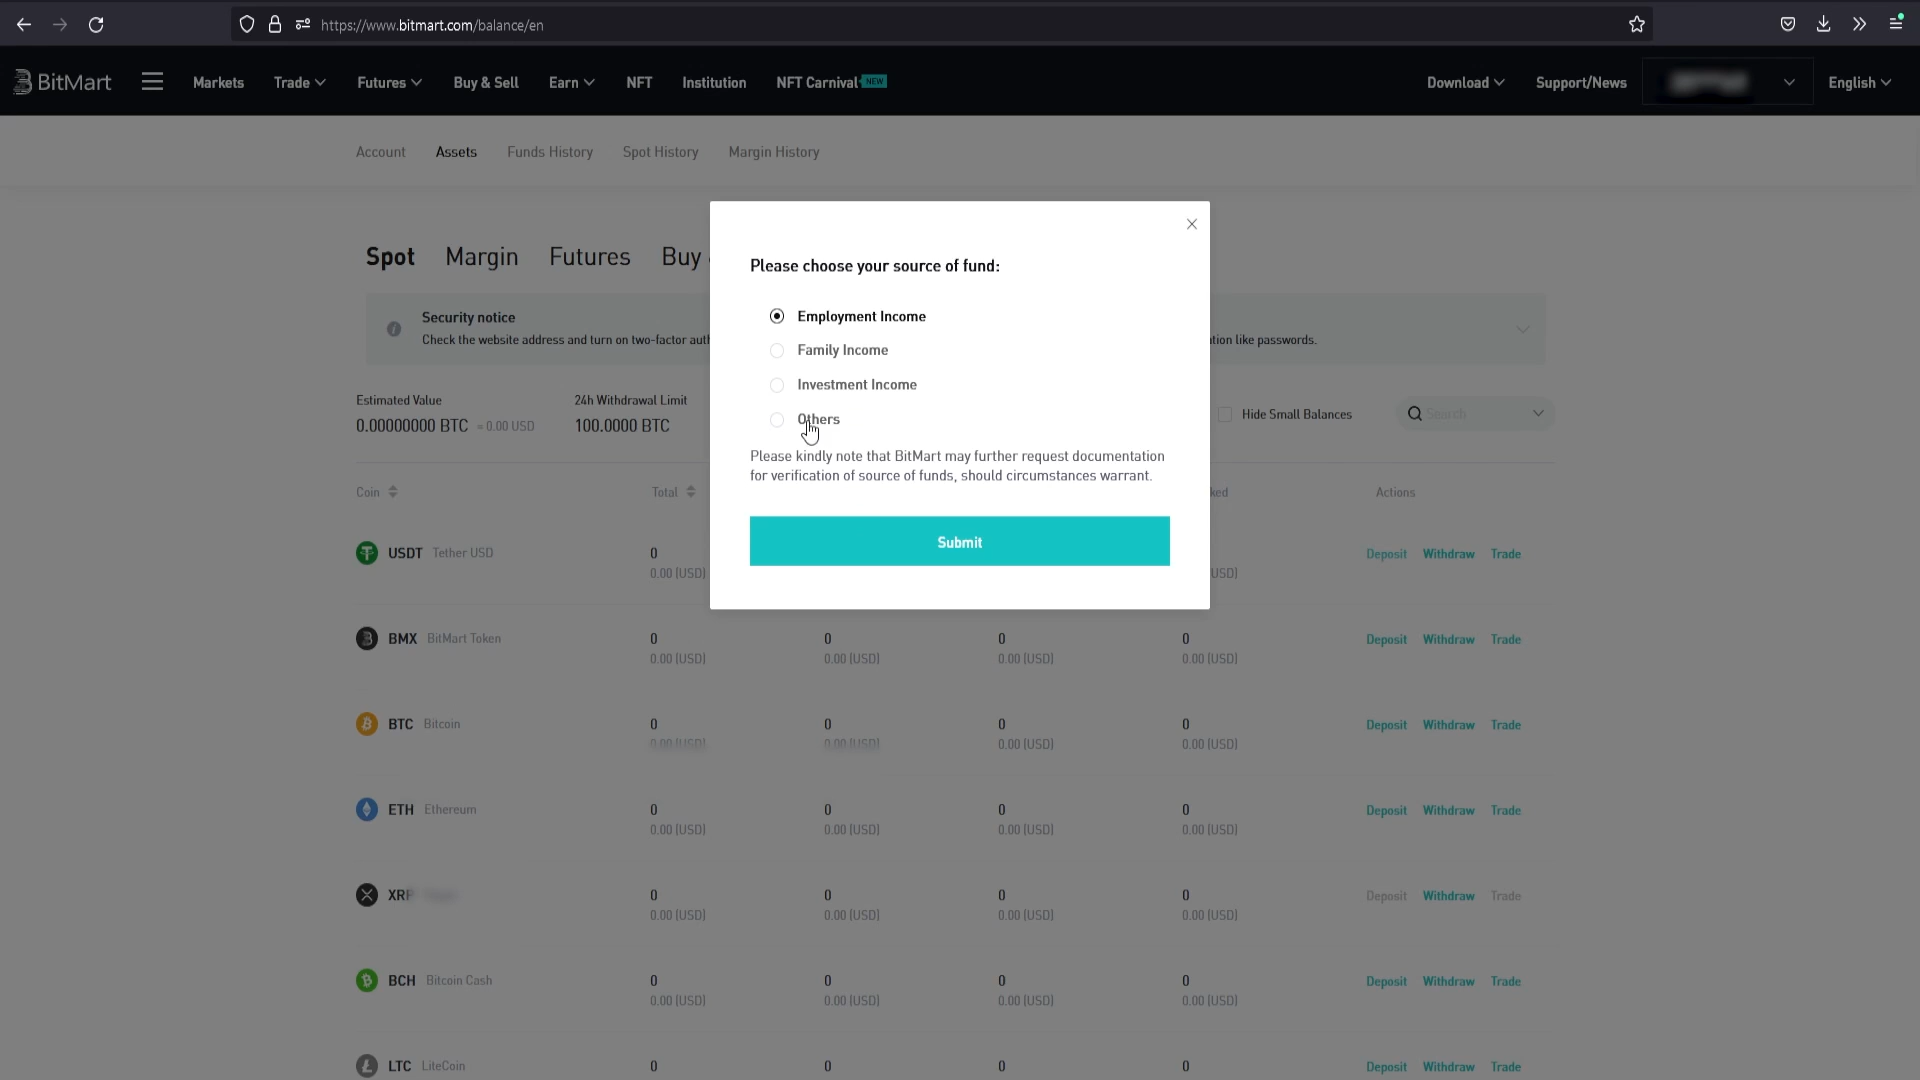 https://www.bitmart.com/balance/en
BitMart
Markets
Trade
Futures
Buy & Sell
Earn
NFT
Institution
NFT Carnival NEW
Download
Support/News
English
Account
Assets
Funds History
Spot History
Margin History
Spot
Margin
Futures
Buy
Please choose your source of fund:
Employment Income
Family Income
Investment Income
Others
Please kindly note that BitMart may further request documentation
for verification of source of funds, should circumstances warrant.
Submit
Security notice
Check the website address and turn on two-factor
like passwords.
Estimated Value
0.00000000 BTC ≈ 0.00 USD
24h Withdrawal Limit
100.0000 BTC
Hide Small Balances
Search
Coin
Total
Actions
USDT Tether USD
0
0.00 (USD)
USD)
Deposit Withdraw Trade
BMX BitMart Token
0 0 0 0
0.00 (USD) 0.00 (USD) 0.00 (USD) 0.00 (USD)
Deposit Withdraw Trade
BTC Bitcoin
0 0 0 0
0.00 (USD) 0.00 (USD) 0.00 (USD) 0.00 (USD)
Deposit Withdraw Trade
ETH Ethereum
0 0 0 0
0.00 (USD) 0.00 (USD) 0.00 (USD) 0.00 (USD)
Deposit Withdraw Trade
XRP
0 0 0 0
0.00 (USD) 0.00 (USD) 0.00 (USD) 0.00 (USD)
Deposit Withdraw Trade
BCH Bitcoin Cash
0 0 0 0
0.00 (USD) 0.00 (USD) 0.00 (USD) 0.00 (USD)
Deposit Withdraw Trade
LTC LiteCoin
0 0 0 0
Deposit Withdraw Trade